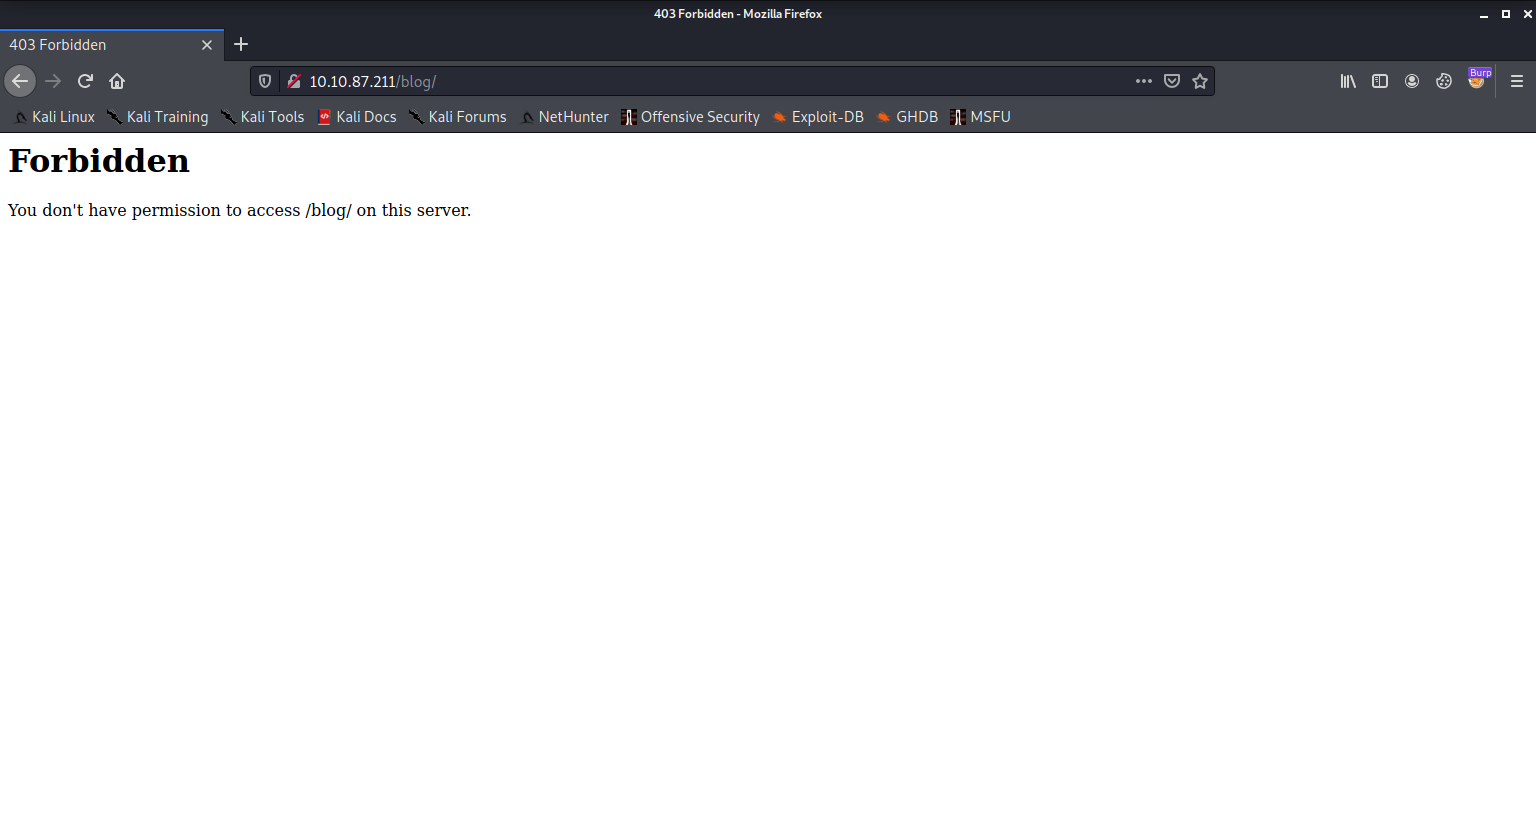 403 Forbidden - Mozilla Firefox
403 Forbidden
10.10.87.211/blog/
Burp
Kali Linux Kali Training Kali Tools Kali Docs Kali Forums NetHunter Offensive Security Exploit-DB GHDB MSFU
Forbidden
You don't have permission to access /blog/ on this server.